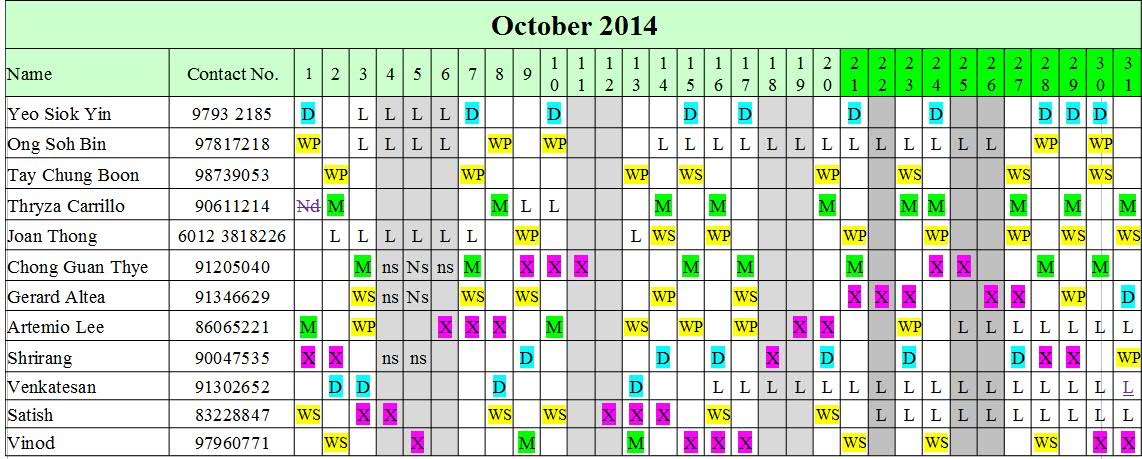 October 2014
Name Contact No. 1 2 3 4 5 6 7 8 9 10 11 12 13 14 15 16 17 18 19 20 21 22 23 24 25 26 27 28 29 30 31
Yeo Siok Yin 9793 2185 D L L L L D D D D D D D D D
Ong Soh Bin 97817218 WP L L L L WP WP L L L L L L L L L L L L L WP WP
Tay Chung Boon 98739053 WP WP WP WS WP WS WS WS
Thryza Carrillo 90611214 Nd M M L L M M M M M M M M
Joan Thong 6012 3818226 L L L L L L WP L WS WP WP WP WP WS WS
Chong Guan Thye 91205040 M ns Ns ns M X X X M M M X X M M
Gerard Altea 91346629 WS ns Ns WS WS WP WS X X X X X WP D
Artemio Lee 86065221 M WP X X X M WS WP WP X X WP L L L L L L L
Shrirang 90047535 X X ns ns D D D X D D D X X WP
Venkatesan 91302652 D D D D L L L L L L L L L L L L L L L L
Satish 83228847 WS X X WS WS X X X WS WS L L L L L L L L L L
Vinod 97960771 WS X M M X X X WS WS WS X X